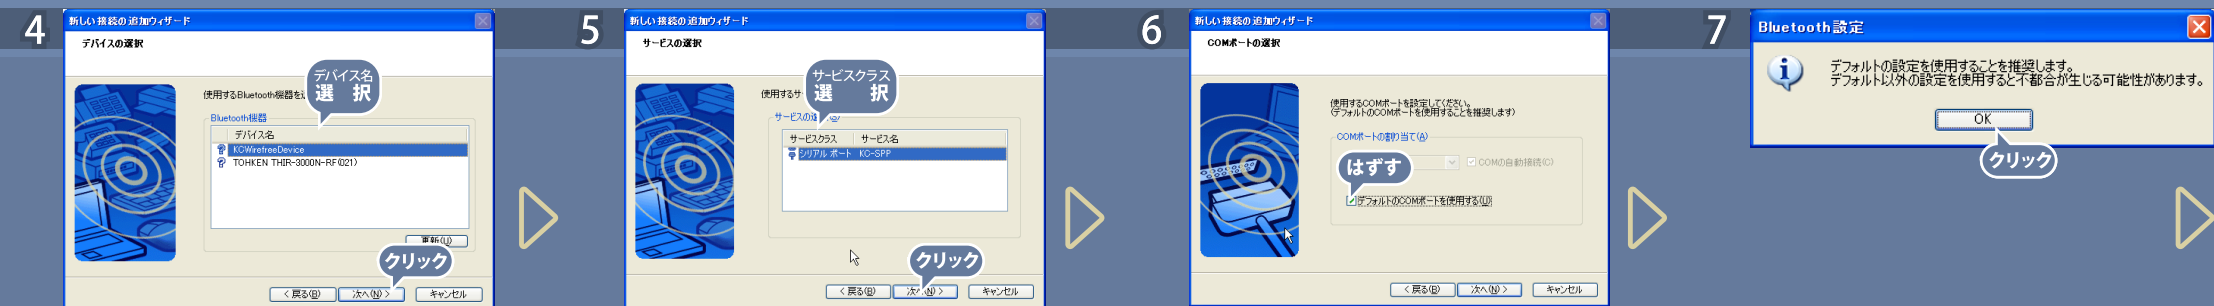 4
新しい接続の追加ウィザード
デバイスの選択
デバイス名
選 択
使用するBluetooth機器を
Bluetooth機器
デバイス名
KCWirefreeDevice
TOHKEN THIR-3000N-RF(021)
更新(U)
クリック
< 戻る(B)
次へ(N) >
キャンセル
5
新しい接続の追加ウィザード
サービスの選択
サービスクラス
選 択
使用するサ
サービスの選
サービスクラス サービス名
シリアル ポート KC-SPP
クリック
< 戻る(B)
次へ(N) >
キャンセル
6
新しい接続の追加ウィザード
COMポートの選択
使用するCOMポートを設定してください。
(デフォルトのCOMポートを使用することを推奨します)
COMポートの割り当て(A)
はずす
COMの自動接続(C)
デフォルトのCOMポートを使用する(U)
< 戻る(B)
次へ(N) >
キャンセル
7
Bluetooth設定
デフォルトの設定を使用することを推奨します。
デフォルト以外の設定を使用すると不都合が生じる可能性があります。
OK
クリック